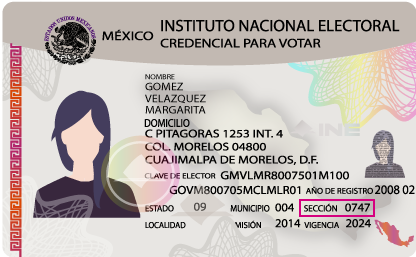 ESTADOS UNIDOS MEXICANOS
MÉXICO INSTITUTO NACIONAL ELECTORAL
CREDENCIAL PARA VOTAR
NOMBRE
GOMEZ
VELAZQUEZ
MARGARITA
DOMICILIO
C PITAGORAS 1253 INT. 4
COL. MORELOS 04800
CUAJIMALPA DE MORELOS, D.F.
INE
CLAVE DE ELECTOR GMVLMR8007501M100
GOVM800705MCLMLR01 AÑO DE REGISTRO 2008 02
ESTADO 09 MUNICIPIO 004 SECCIÓN 0747
LOCALIDAD VISIÓN 2014 VIGENCIA 2024